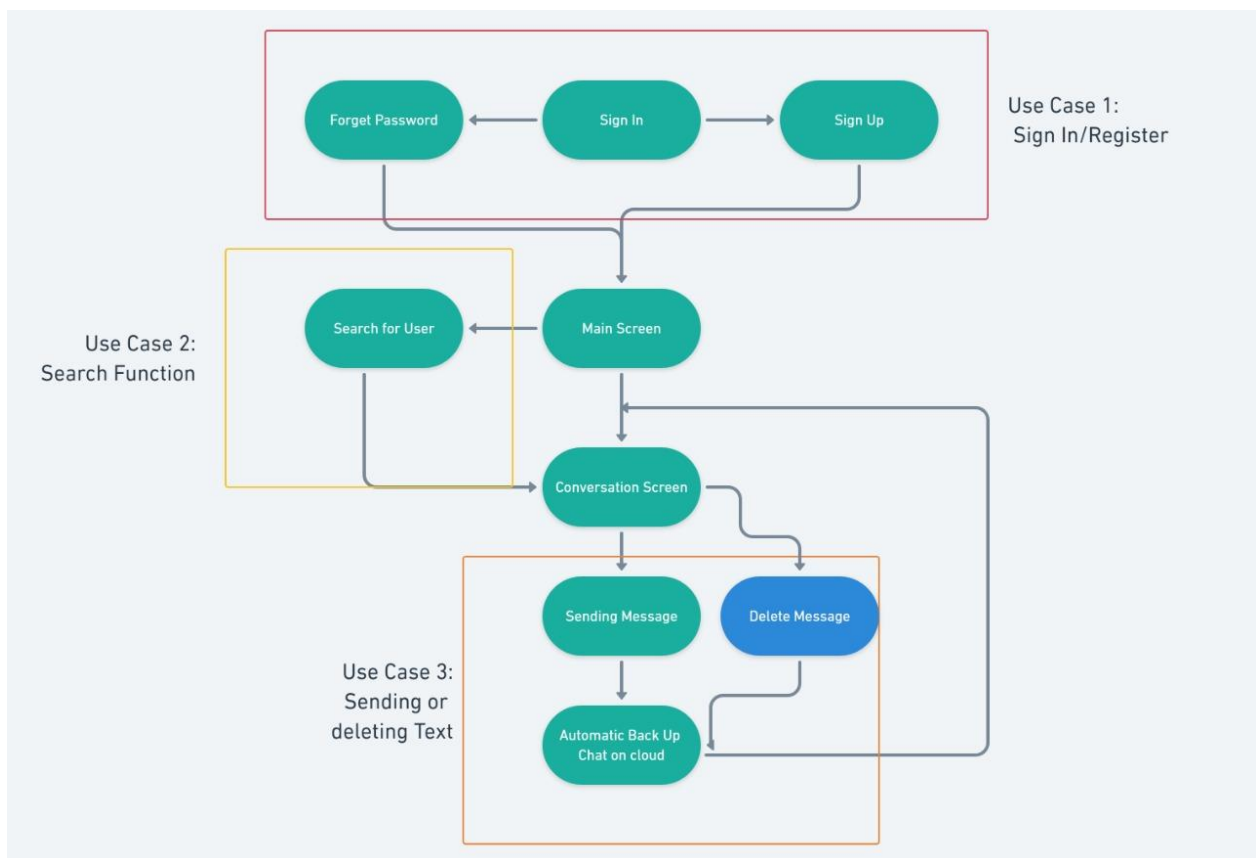 Forget Password
Sign In
Sign Up
Use Case 1:
Sign In/Register
Search for User
Main Screen
Use Case 2:
Search Function
Conversation Screen
Sending Message
Delete Message
Use Case 3:
Sending or
deleting Text
Automatic Back Up
Chat on cloud